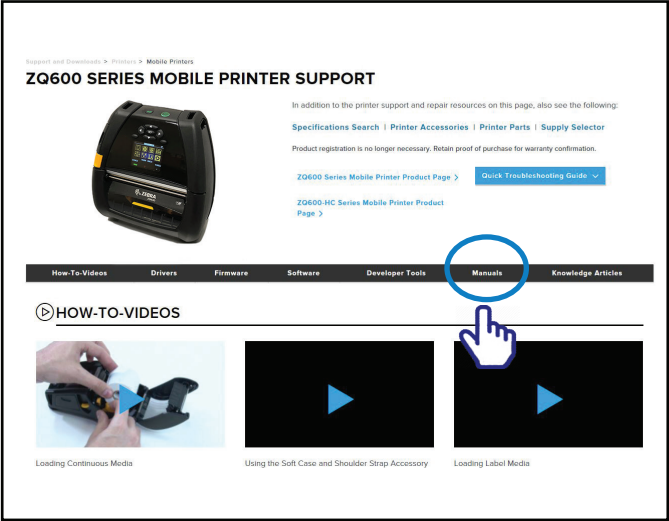 Support and Downloads > Printers > Mobile Printers
ZQ600 SERIES MOBILE PRINTER SUPPORT
In addition to the printer support and repair resources on this page, also see the following:
Specifications Search | Printer Accessories | Printer Parts | Supply Selector
Product registration is no longer necessary. Retain proof of purchase for warranty confirmation.
ZQ600 Series Mobile Printer Product Page >
Quick Troubleshooting Guide
ZQ600-HC Series Mobile Printer Product
Page >
ZEBRA
How-To-Videos Drivers Firmware Software Developer Tools Manuals Knowledge Articles
HOW-TO-VIDEOS
Loading Continuous Media
Using the Soft Case and Shoulder Strap Accessory
Loading Label Media